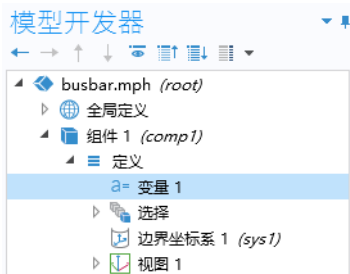 模型开发器
busbar.mph (root)
全局定义
组件 1 (comp1)
定义
a= 变量 1
选择
边界坐标系 1 (sys1)
视图 1